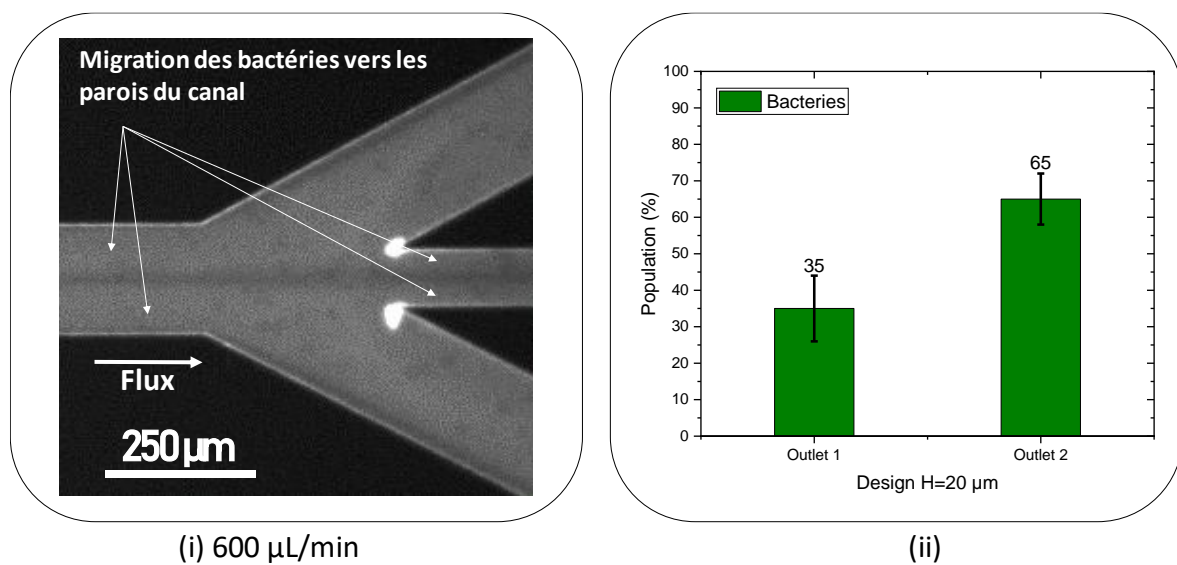 Migration des bactéries vers les
parois du canal
Flux
250 µm
(i) 600 µL/min
100
90
80
70
60
50
40
30
20
10
0
Population (%)
Bacteries
35
65
Outlet 1
Outlet 2
Design H=20 µm
(ii)